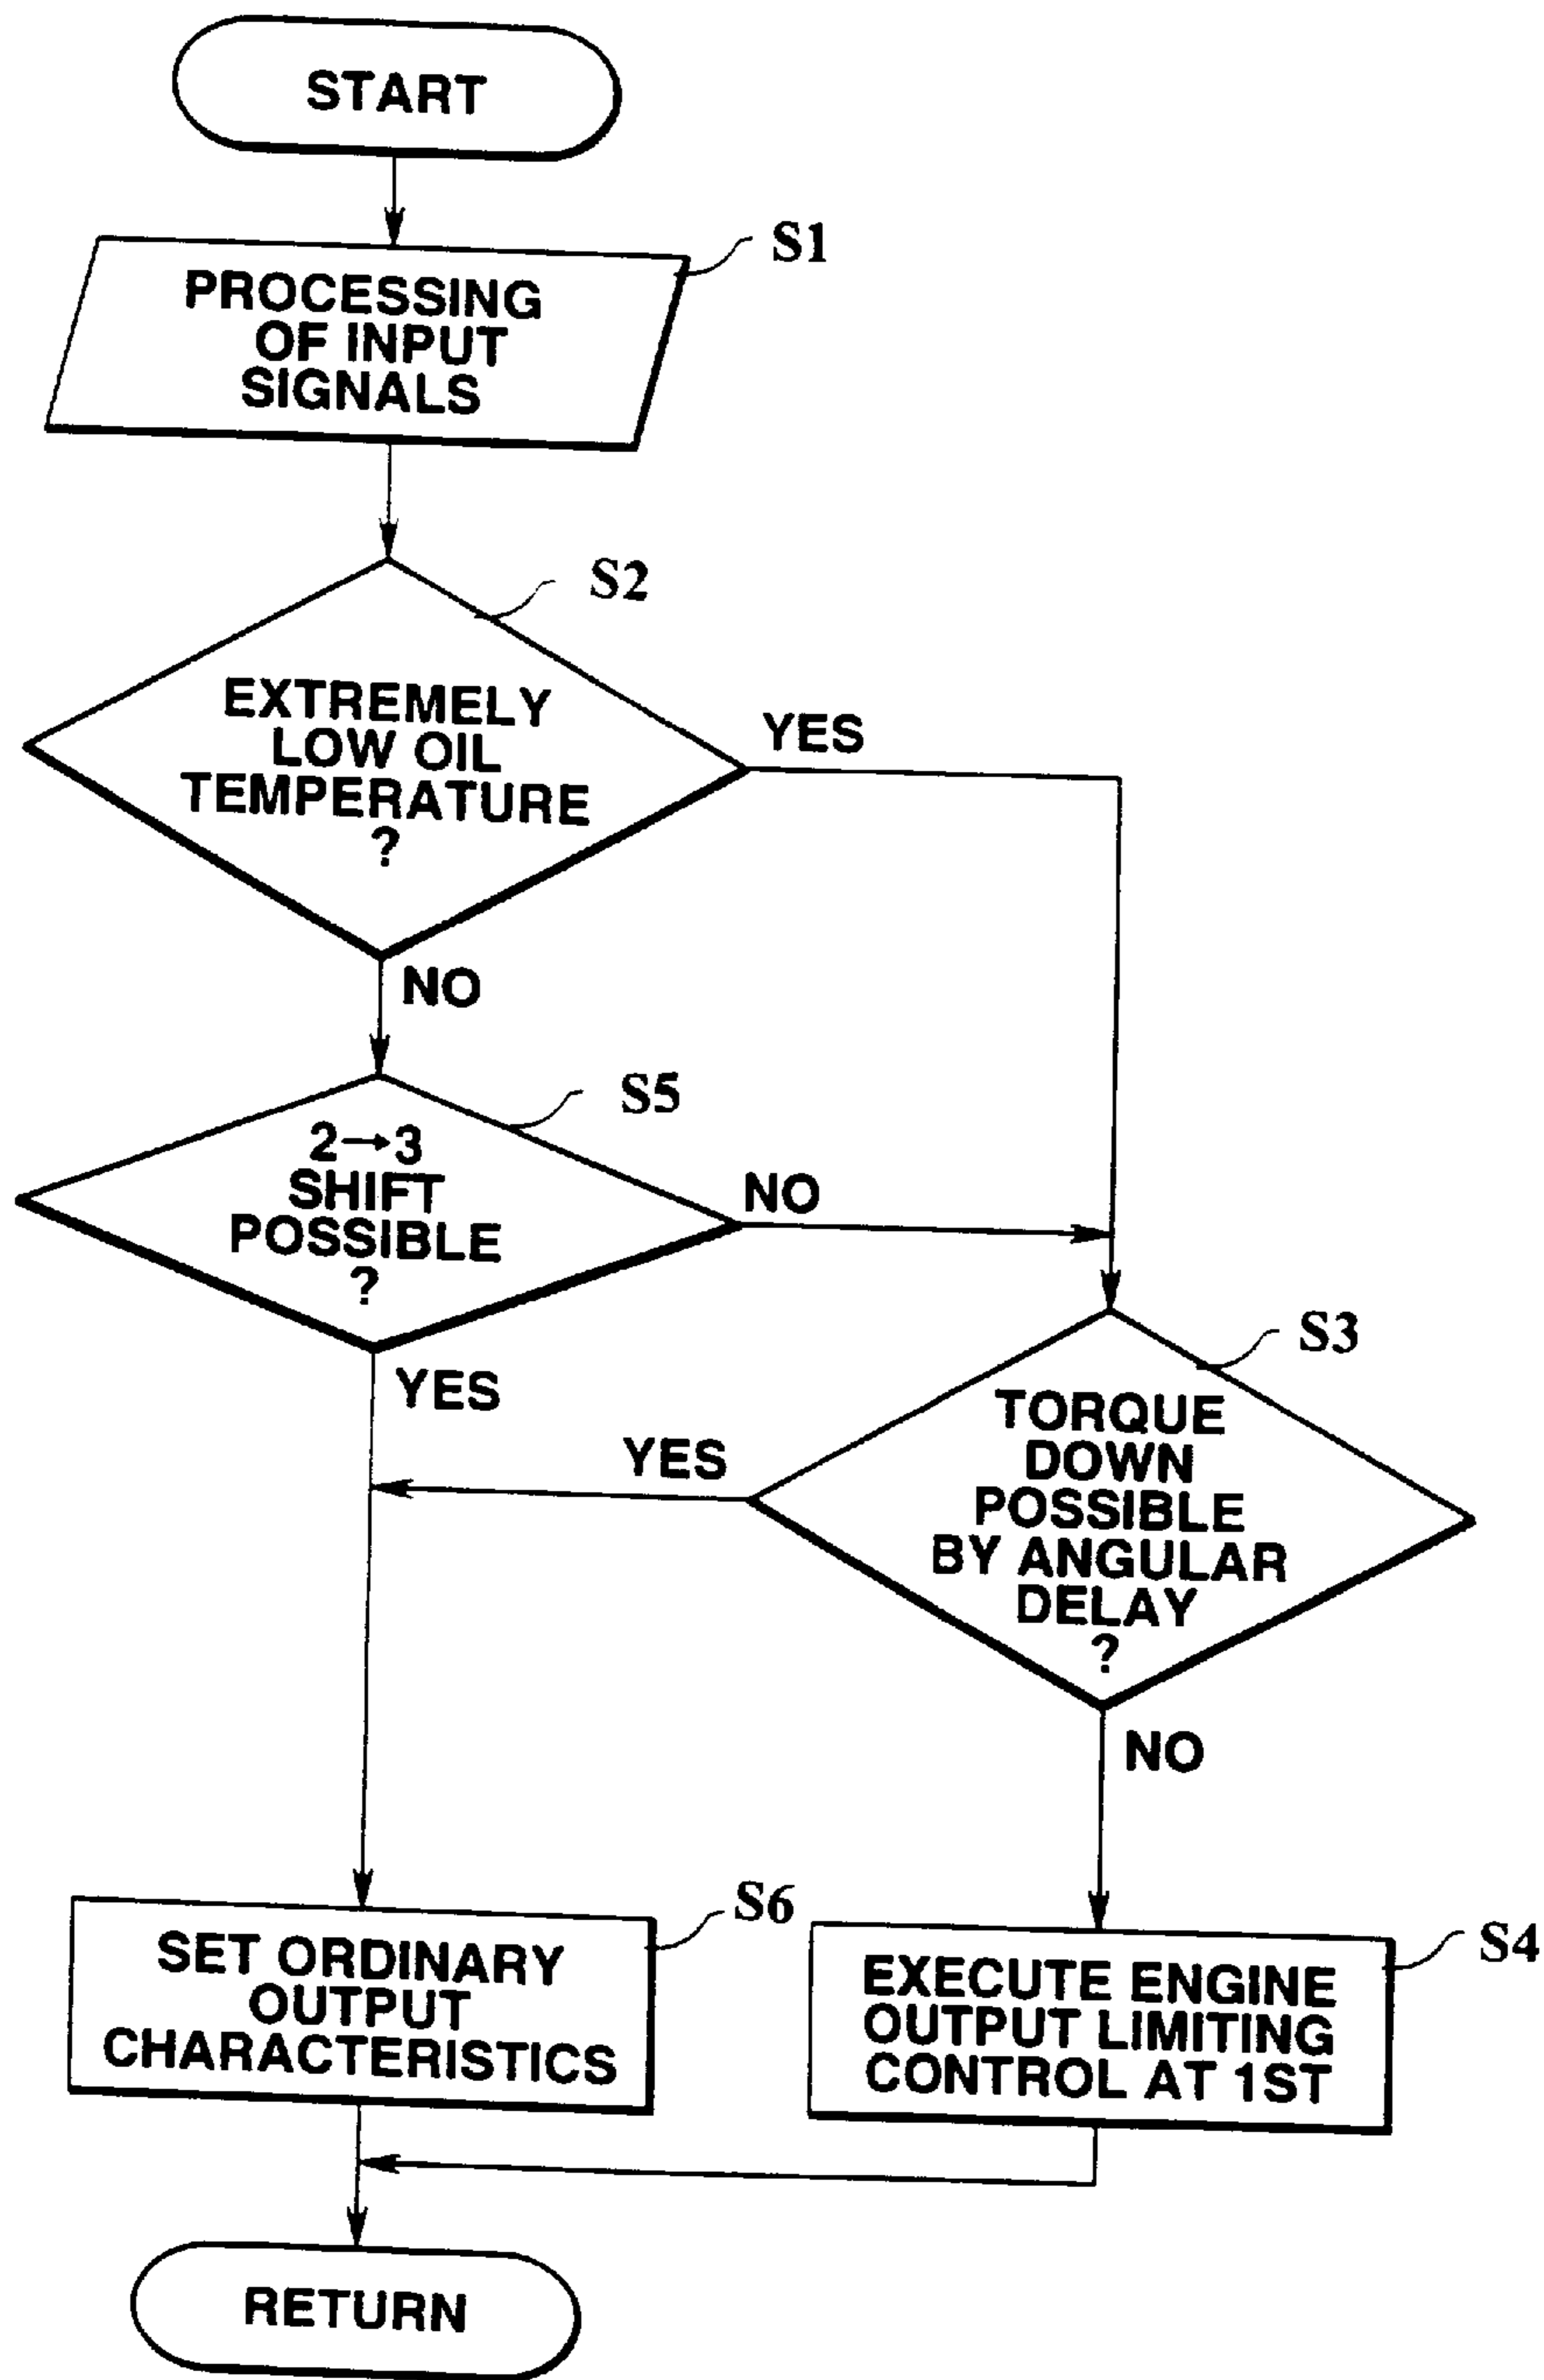 START
S1
PROCESSING
OF INPUT
SIGNALS
S2
EXTREMELY
LOW OIL
TEMPERATURE
?
YES
NO
S5
2→3
SHIFT
POSSIBLE
?
NO
YES
S3
TORQUE
DOWN
POSSIBLE
BY ANGULAR
DELAY
?
YES
NO
S6
SET ORDINARY
OUTPUT
CHARACTERISTICS
S4
EXECUTE ENGINE
OUTPUT LIMITING
CONTROL AT 1ST
RETURN